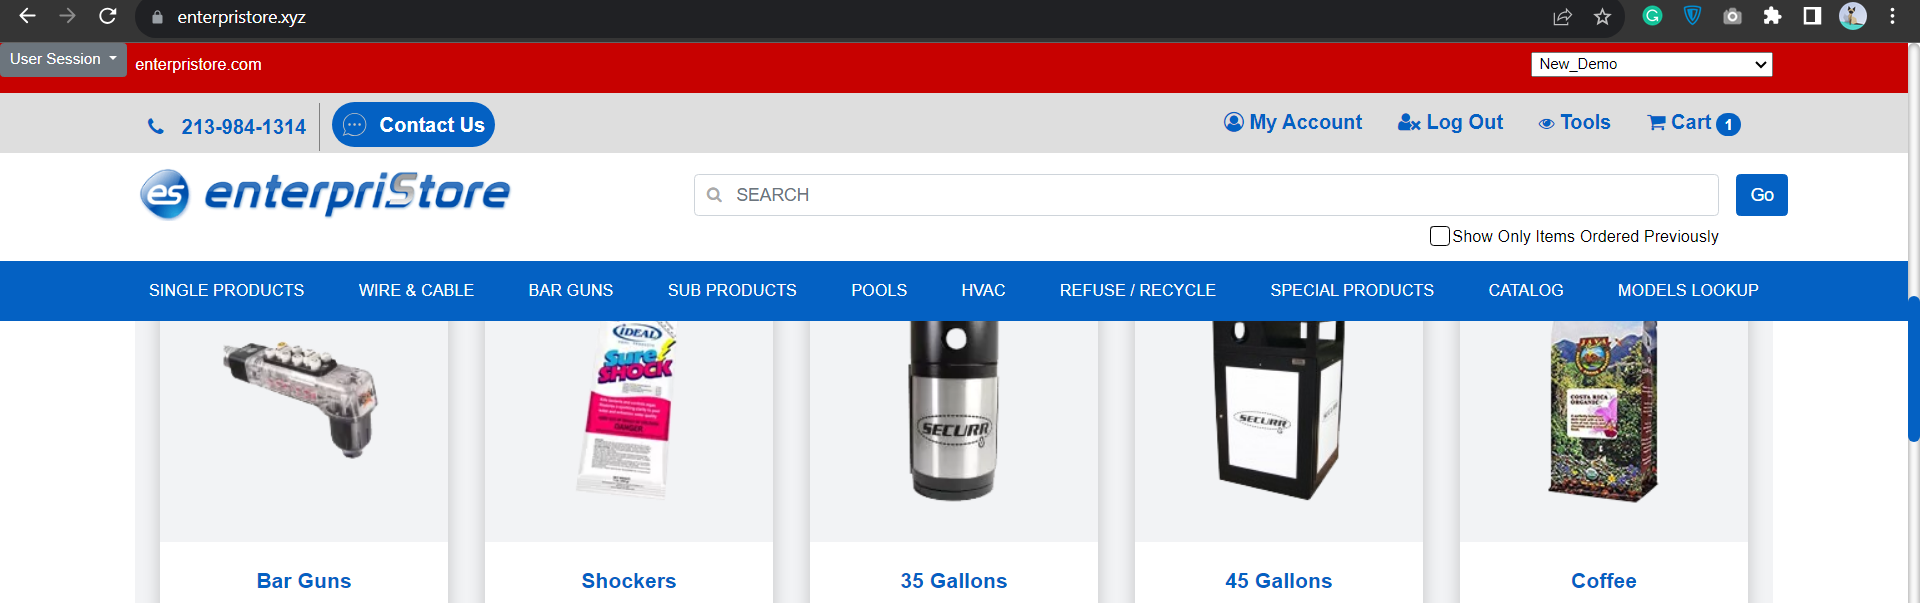 enterpristore.xyz
User Session
enterpristore.com
New_Demo
213-984-1314
Contact Us
My Account
Log Out
Tools
Cart 1
es enterpriStore
SEARCH
Go
Show Only Items Ordered Previously
SINGLE PRODUCTS
WIRE & CABLE
BAR GUNS
SUB PRODUCTS
POOLS
HVAC
REFUSE / RECYCLE
SPECIAL PRODUCTS
CATALOG
MODELS LOOKUP
IDEAL
Sure
SHOCK
DANGER
SECURR
SECURR
SECURR
JAVA
COSTA RICA
ORGANIC
Bar Guns
Shockers
35 Gallons
45 Gallons
Coffee